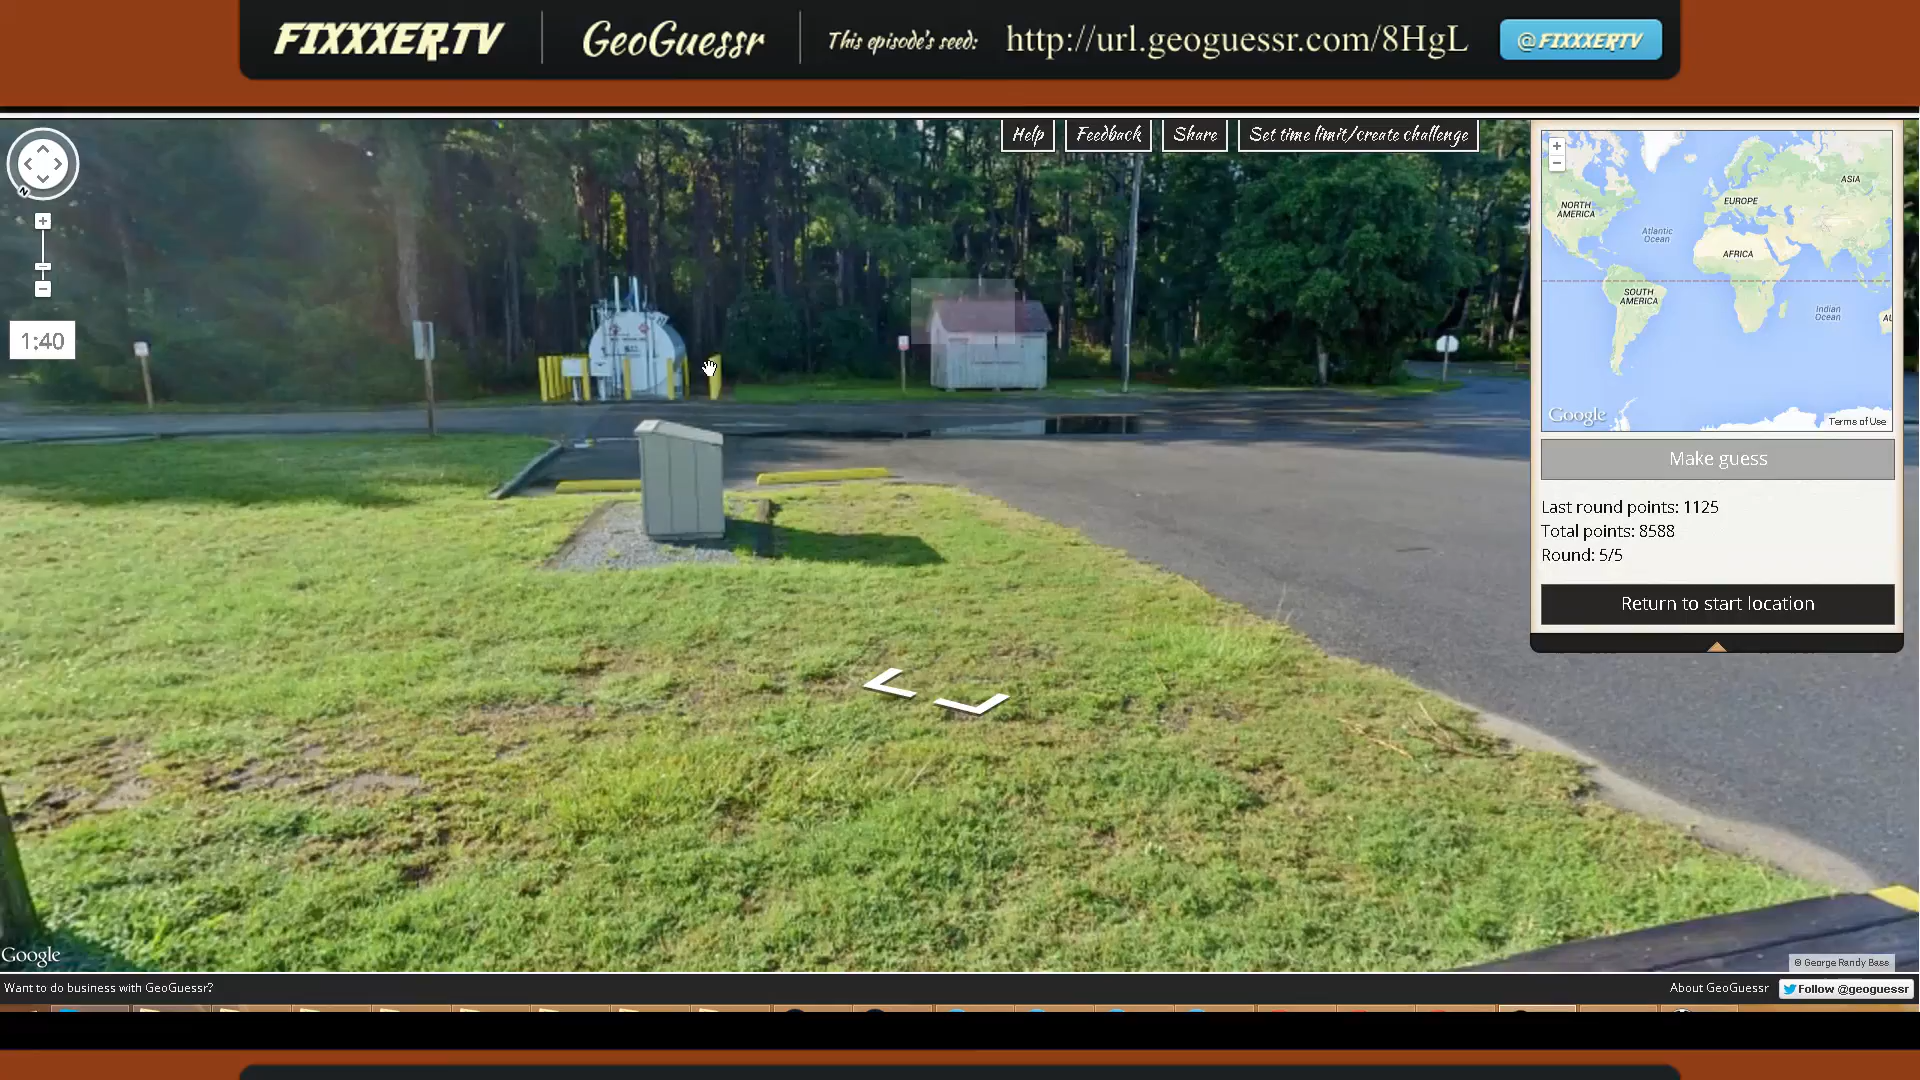 FIXXXER.TV
GeoGuessr
This episode's seed:
http://url.geoguessr.com/8HgL
@FIXXXERTV
Help
Feedback
Share
Set time limit/create challenge
N
1:40
NORTH AMERICA
Atlantic Ocean
EUROPE
ASIA
AFRICA
SOUTH AMERICA
Indian Ocean
AU
Google
Terms of Use
Make guess
Last round points: 1125
Total points: 8588
Round: 5/5
Return to start location
Google
© George Randy Bass
Want to do business with GeoGuessr?
About GeoGuessr
Follow @geoguessr